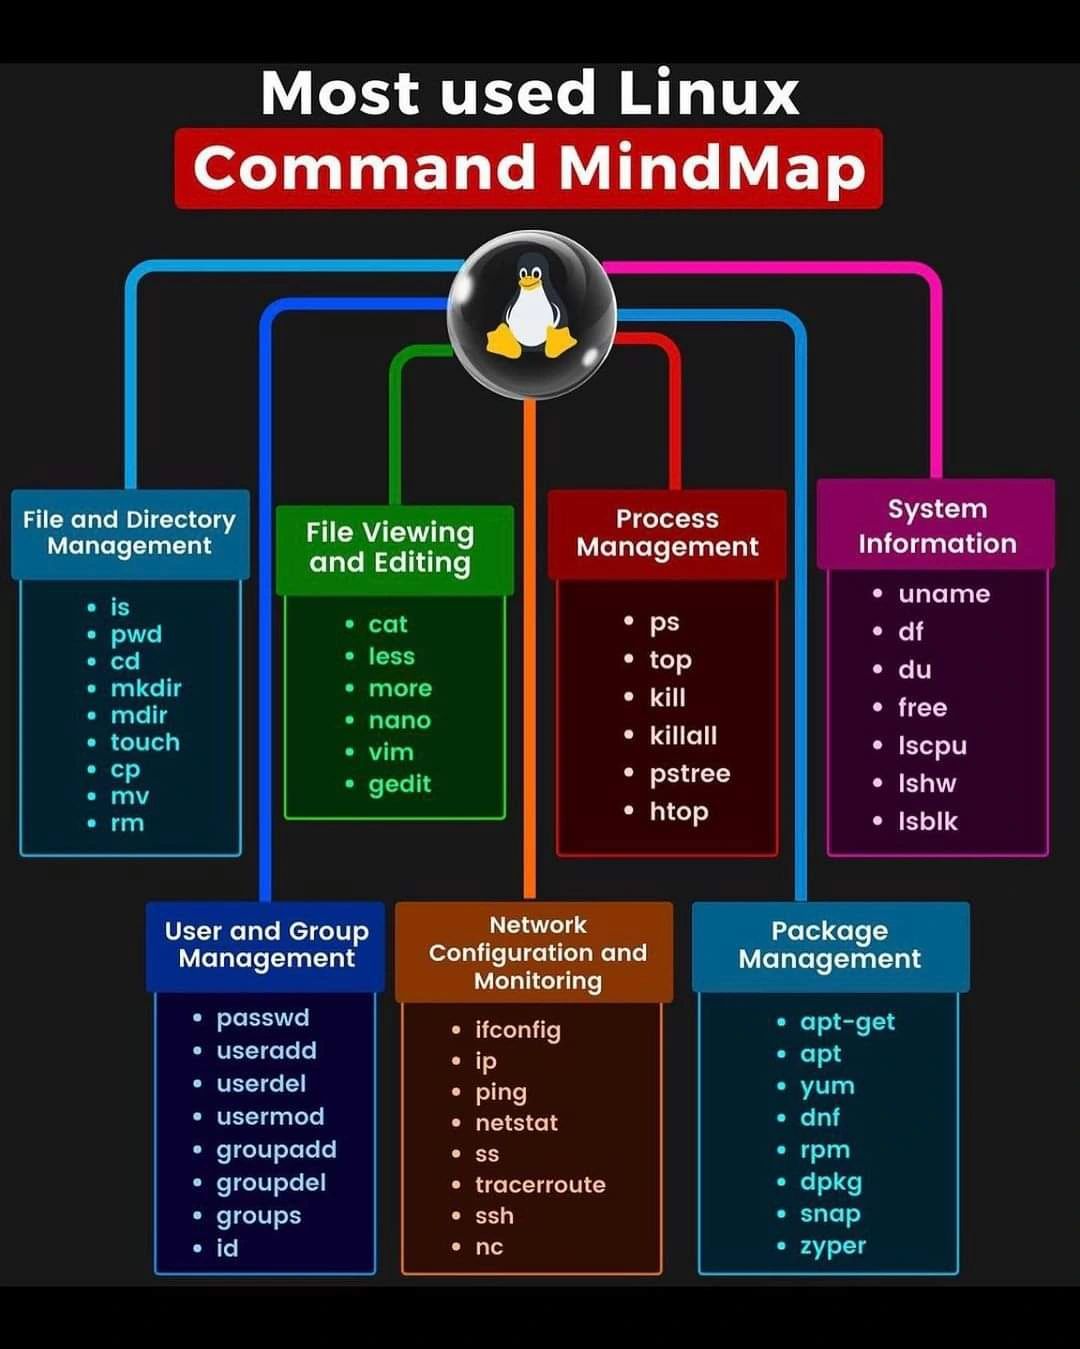 Most used Linux
Command MindMap
File and Directory
Management
• is
• pwd
• cd
• mkdir
• mdir
• touch
• cp
• mv
• rm
File Viewing
and Editing
• cat
• less
• more
• nano
• vim
• gedit
Process
Management
• ps
• top
• kill
• killall
• pstree
• htop
System
Information
• uname
• df
• du
• free
• lscpu
• lshw
• lsblk
User and Group
Management
• passwd
• useradd
• userdel
• usermod
• groupadd
• groupdel
• groups
• id
Network
Configuration and
Monitoring
• ifconfig
• ip
• ping
• netstat
• ss
• tracerroute
• ssh
• nc
Package
Management
• apt-get
• apt
• yum
• dnf
• rpm
• dpkg
• snap
• zyper